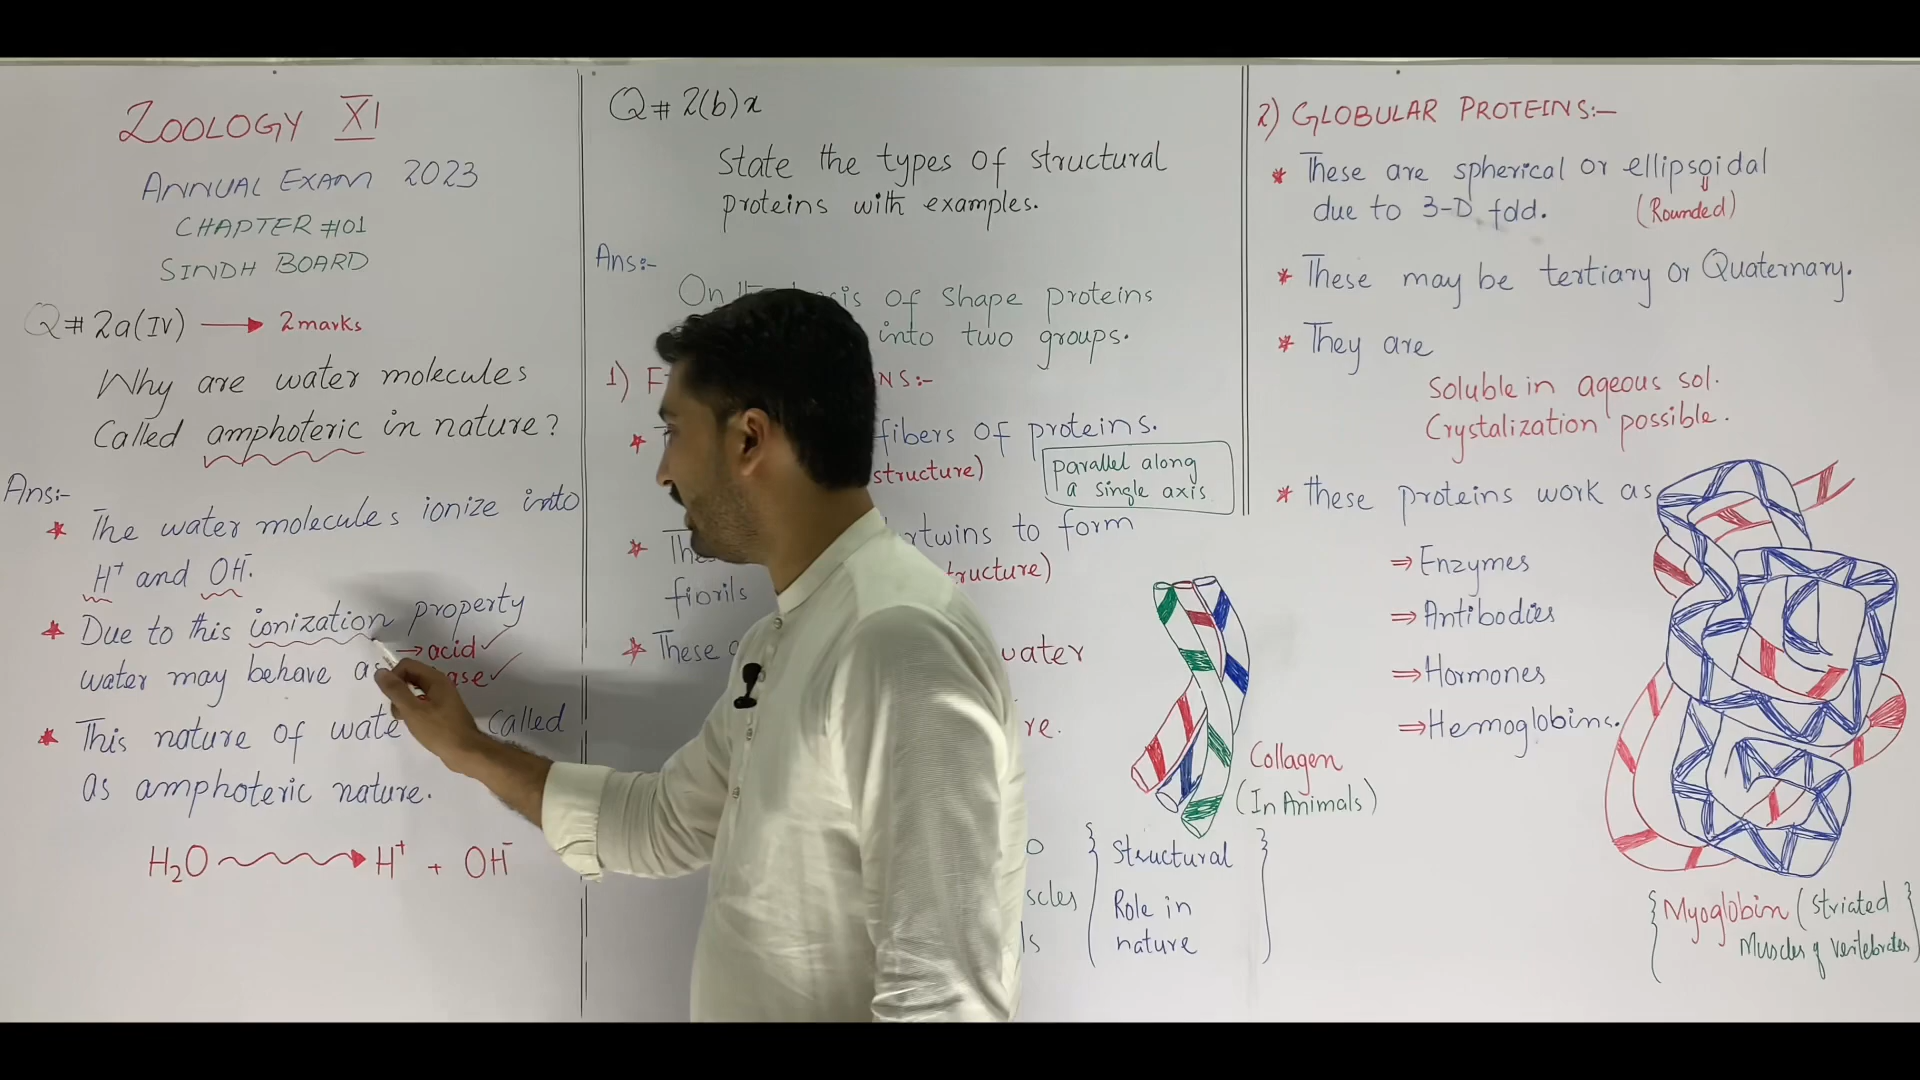 ZOOLOGY XI
ANNUAL EXAM 2023
CHAPTER #01
SINDH BOARD
Q# 2a(IV) → 2marks
Why are water molecules
Called amphoteric in nature?
Ans:-
* The water molecules ionize into
H⁺ and OH⁻.
* Due to this ionization property
→ acid ✓
water may behave as ase ✓
* This nature of wate called
as amphoteric nature.
H₂O → H⁺ + OH⁻
Q# 2(b)x
State the types of structural
proteins with examples.
Ans:-
On is of shape proteins
into two groups.
1) F NS:-
* fibers of proteins.
structure)
parallel along
a single axis
* The rtwins to form
fiorils ructure)
* These water
re.
scles
ls
Collagen
(In Animals)
{ Structural
Role in
nature }
2) GLOBULAR PROTEINS:-
* These are spherical or ellipsoidal
due to 3-D fold. (Rounded)
* These may be tertiary or Quaternary.
* They are
Soluble in aqeous sol.
Crystalization possible.
* these proteins work as
⇒ Enzymes
⇒ Antibodies
⇒ Hormones
⇒ Hemoglobins.
{ Myoglobin (striated
Muscles of vertebrates }